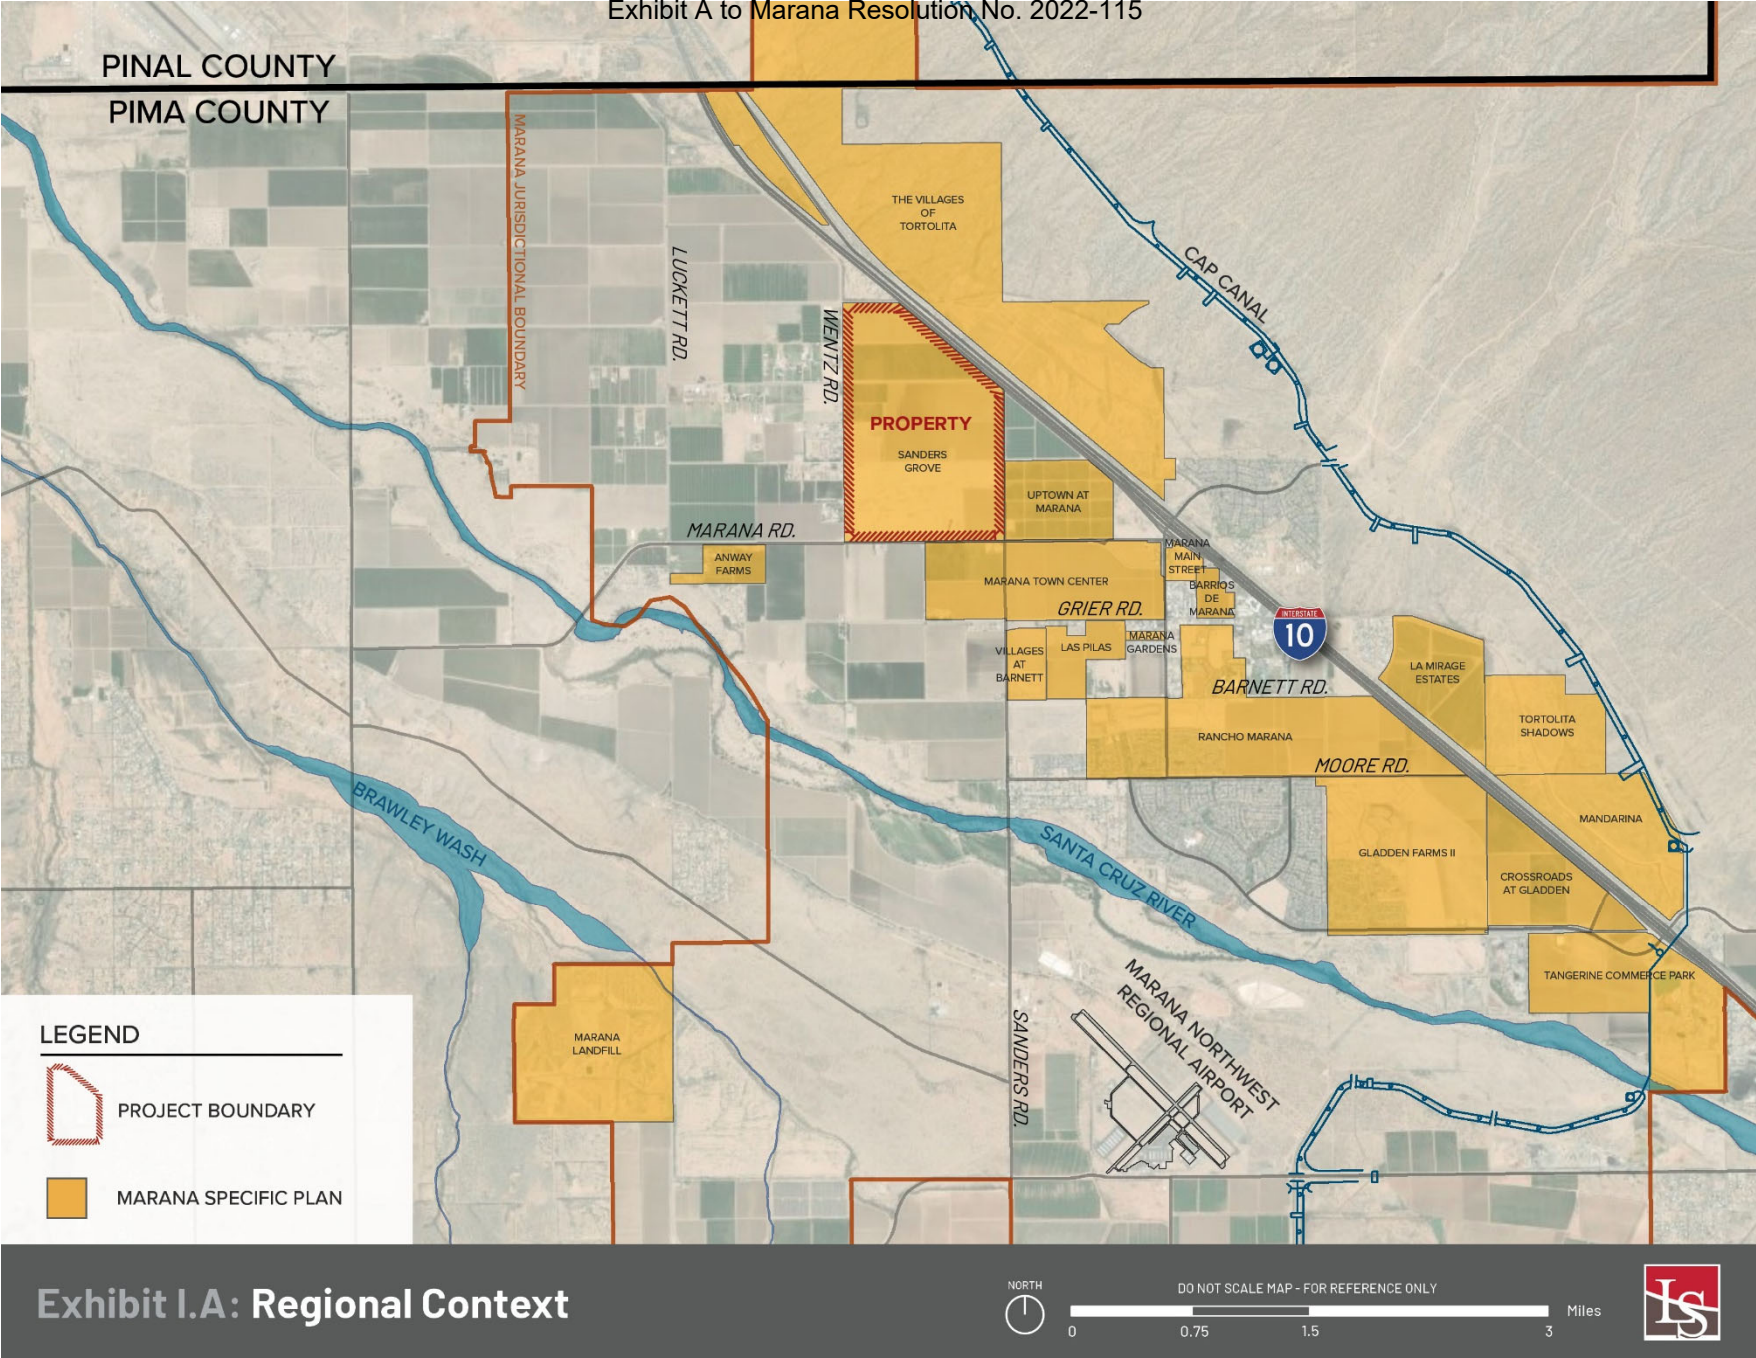 Exhibit A to Marana Resolution No. 2022-115
PINAL COUNTY
PIMA COUNTY
MARANA JURISDICTIONAL BOUNDARY
THE VILLAGES
OF
TORTOLITA
LUCKETT RD.
WENTZ RD.
CAP CANAL
PROPERTY
SANDERS
GROVE
UPTOWN AT
MARANA
MARANA RD.
ANWAY
FARMS
MARANA
MAIN
STREET
MARANA TOWN CENTER
BARRIOS
DE
MARANA
GRIER RD.
INTERSTATE
10
VILLAGES
AT
BARNETT
LAS PILAS
MARANA
GARDENS
LA MIRAGE
ESTATES
BARNETT RD.
TORTOLITA
SHADOWS
RANCHO MARANA
MOORE RD.
BRAWLEY WASH
SANTA CRUZ RIVER
MANDARINA
GLADDEN FARMS II
CROSSROADS
AT GLADDEN
TANGERINE COMMERCE PARK
MARANA NORTHWEST
REGIONAL AIRPORT
SANDERS RD.
MARANA
LANDFILL
LEGEND
PROJECT BOUNDARY
MARANA SPECIFIC PLAN
Exhibit I.A: Regional Context
NORTH
DO NOT SCALE MAP - FOR REFERENCE ONLY
Miles
0 0.75 1.5 3
LS